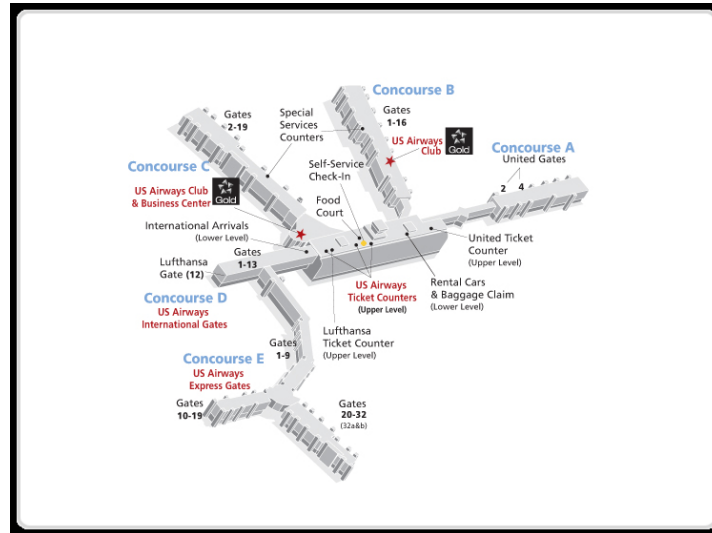 Concourse B
Gates
1-16
US Airways
Club
Gold
Gates
2-19
Special
Services
Counters
Concourse A
United Gates
2 4
Self-Service
Check-In
Concourse C
US Airways Club
& Business Center
Gold
Food
Court
International Arrivals
(Lower Level)
Gates
1-13
Lufthansa
Gate (12)
United Ticket
Counter
(Upper Level)
Rental Cars
& Baggage Claim
(Lower Level)
US Airways
Ticket Counters
(Upper Level)
Concourse D
US Airways
International Gates
Lufthansa
Ticket Counter
(Upper Level)
Gates
1-9
Concourse E
US Airways
Express Gates
Gates
10-19
Gates
20-32
(32a&b)